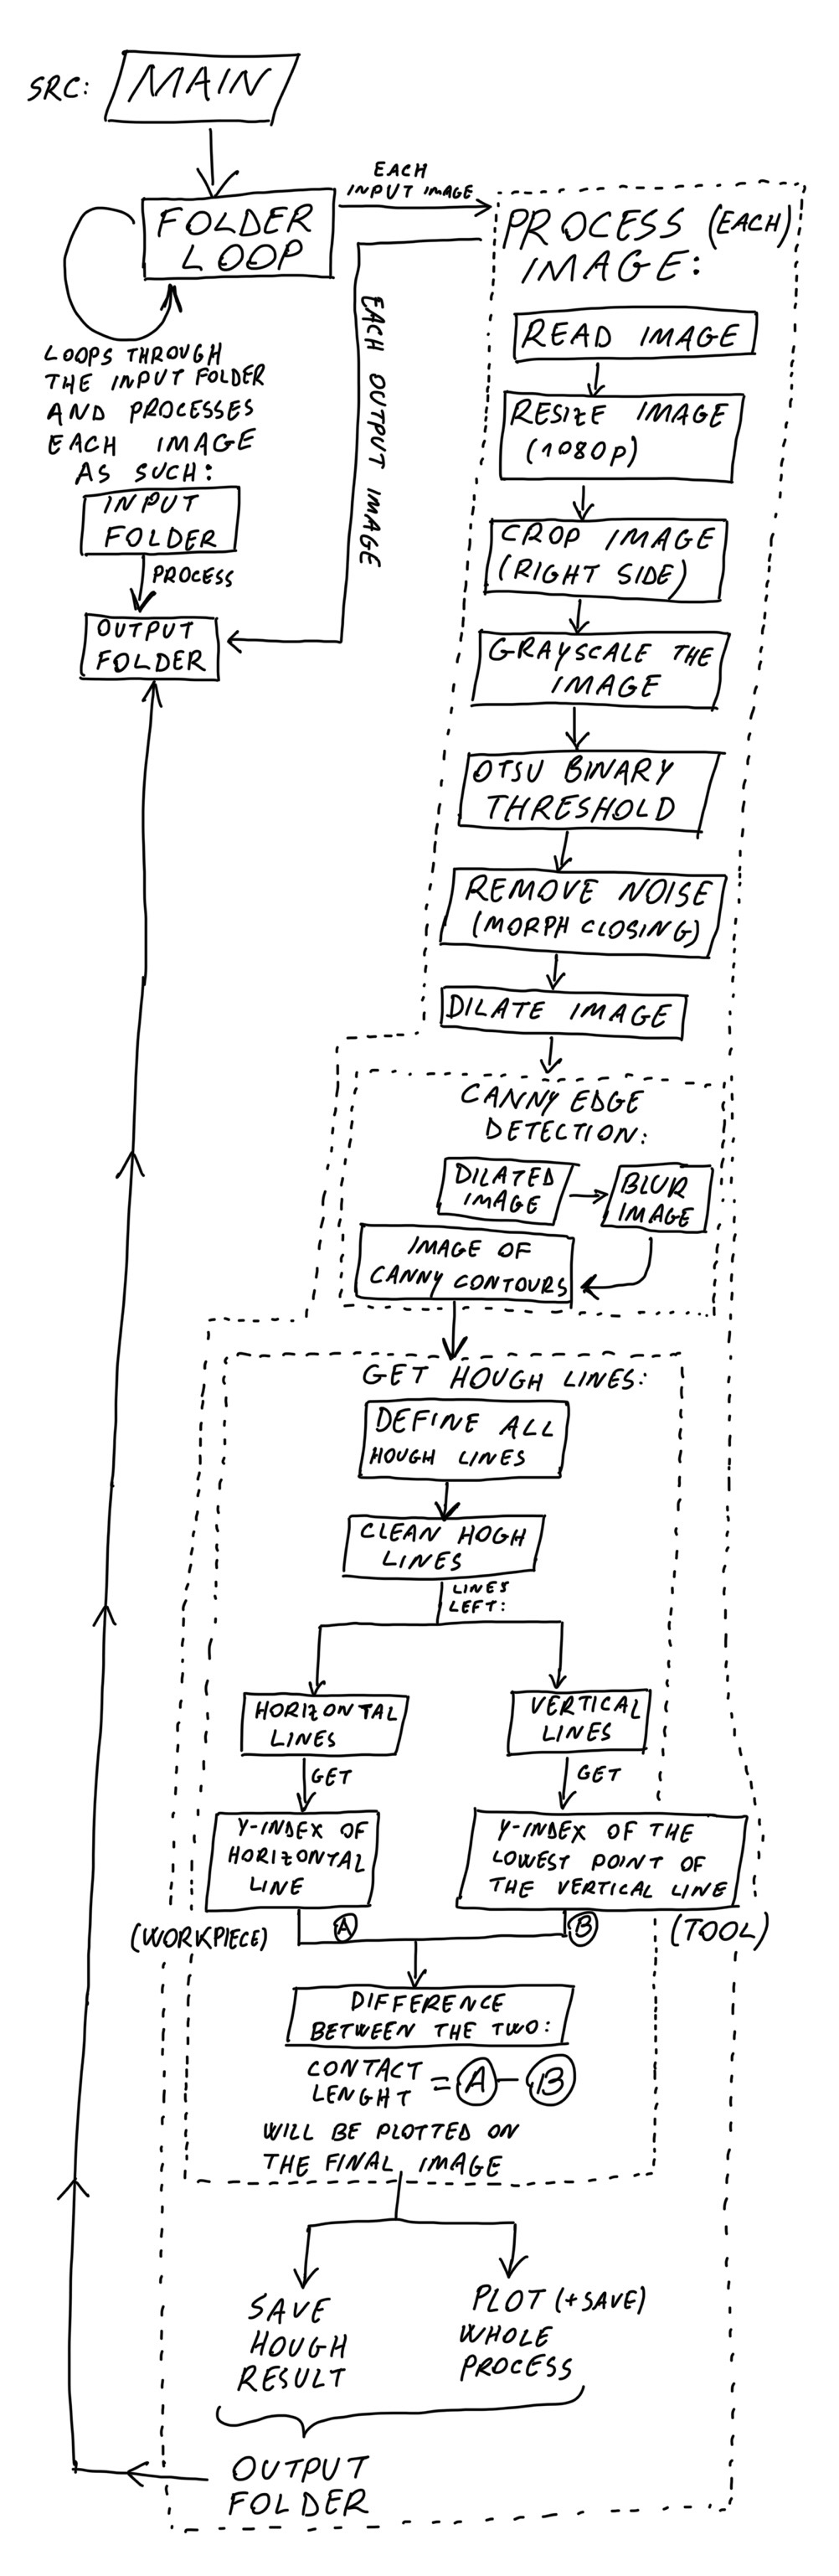 SRC: MAIN
FOLDER
LOOP
EACH
INPUT IMAGE
LOOPS THROUGH
THE INPUT FOLDER
AND PROCESSES
EACH IMAGE
AS SUCH:
INPUT
FOLDER
PROCESS
OUTPUT
FOLDER
EACH OUTPUT IMAGE
PROCESS (EACH)
IMAGE:
READ IMAGE
RESIZE IMAGE
(1080p)
CROP IMAGE
(RIGHT SIDE)
GRAYSCALE THE
IMAGE
OTSU BINARY
THRESHOLD
REMOVE NOISE
(MORPH CLOSING)
DILATE IMAGE
CANNY EDGE
DETECTION:
DILATED
IMAGE
BLUR
IMAGE
IMAGE OF
CANNY CONTOURS
GET HOUGH LINES:
DEFINE ALL
HOUGH LINES
CLEAN HOGH
LINES
LINES
LEFT:
HORIZONTAL
LINES
VERTICAL
LINES
GET
GET
Y-INDEX OF
HORIZONTAL
LINE
Y-INDEX OF THE
LOWEST POINT OF
THE VERTICAL LINE
(WORKPIECE)
A
B
(TOOL)
DIFFERENCE
BETWEEN THE TWO:
CONTACT
LENGHT = A - B
WILL BE PLOTTED ON
THE FINAL IMAGE
SAVE
HOUGH
RESULT
PLOT (+SAVE)
WHOLE
PROCESS
OUTPUT
FOLDER